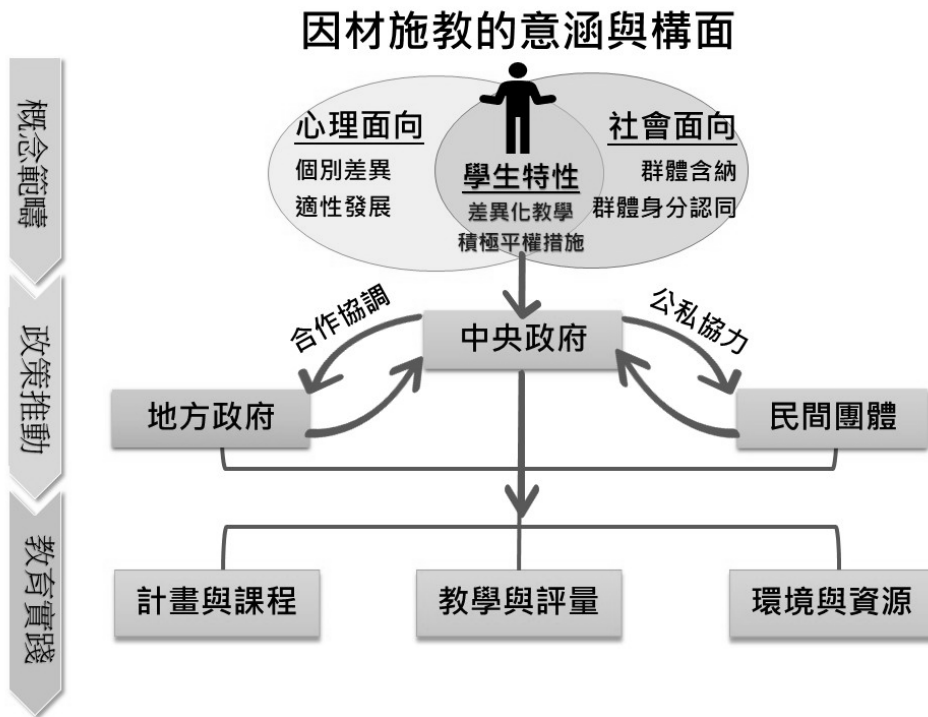 因材施教的意涵與構面
概念範疇
心理面向
個別差異
適性發展
學生特性
差異化教學
積極平權措施
社會面向
群體含納
群體身分認同
政策推動
合作協調
中央政府
公私協力
地方政府
民間團體
教育實踐
計畫與課程
教學與評量
環境與資源